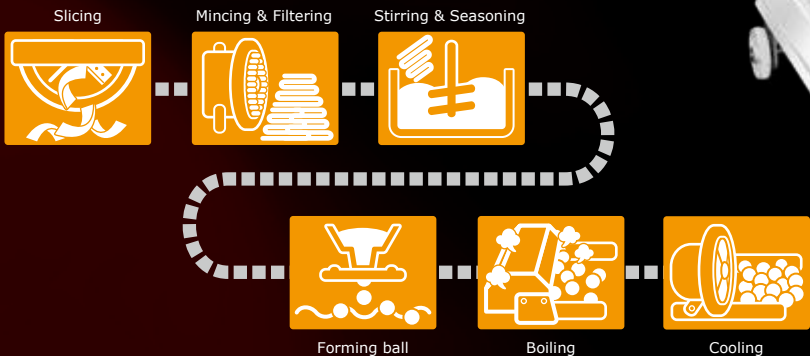 Slicing
Mincing & Filtering
Stirring & Seasoning
Forming ball
Boiling
Cooling